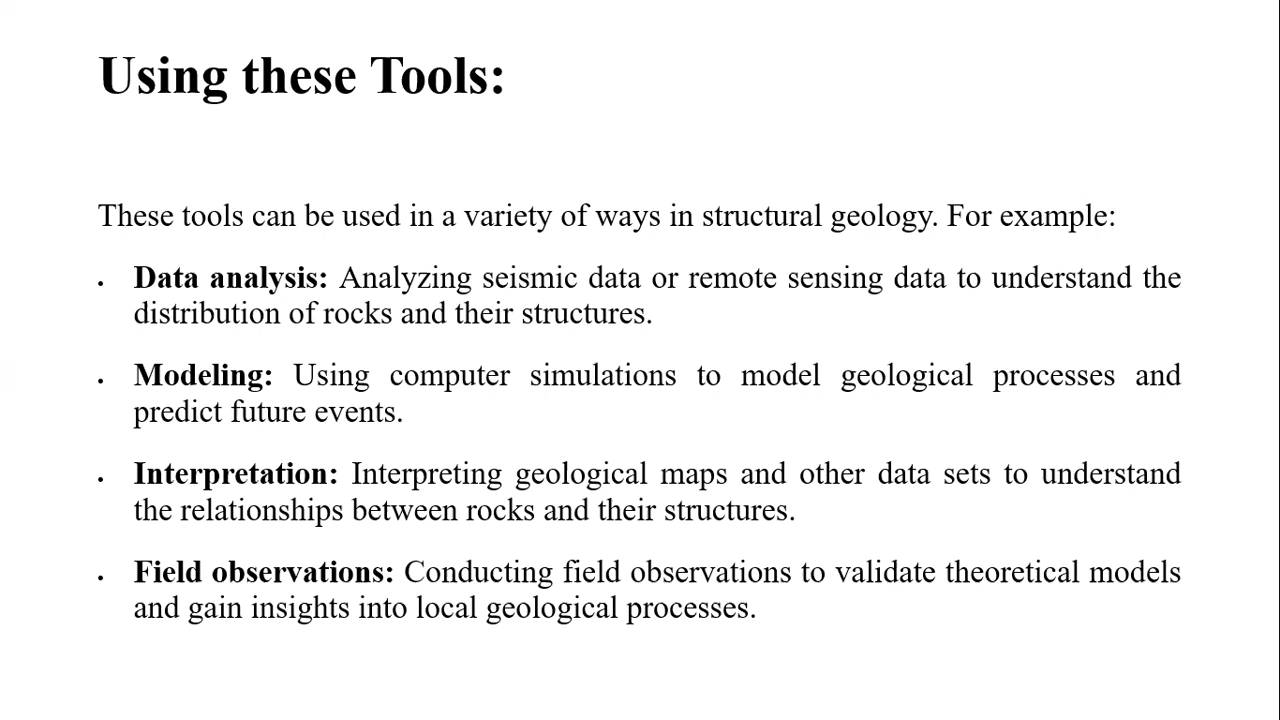 Using these Tools:
These tools can be used in a variety of ways in structural geology. For example:
• Data analysis: Analyzing seismic data or remote sensing data to understand the
distribution of rocks and their structures.
• Modeling: Using computer simulations to model geological processes and
predict future events.
• Interpretation: Interpreting geological maps and other data sets to understand
the relationships between rocks and their structures.
• Field observations: Conducting field observations to validate theoretical models
and gain insights into local geological processes.